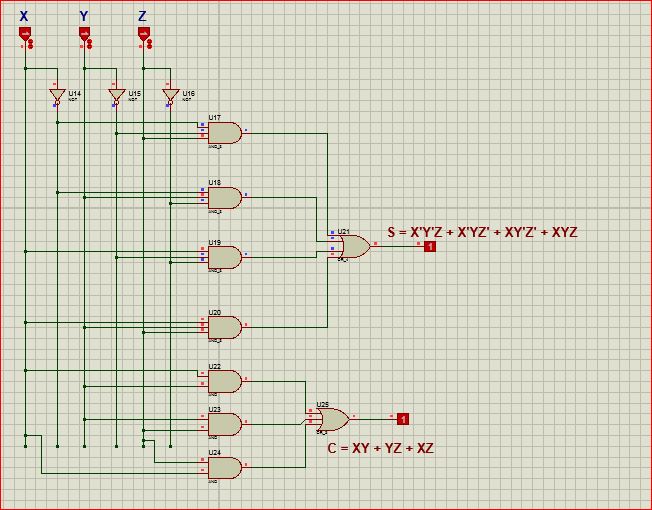 X Y Z
U14 U15 U16
NOT NOT NOT
U17
AND_3
U18
AND_3
U19
AND_3
U21
S = X'Y'Z + X'YZ' + XY'Z' + XYZ
1
OR_4
U20
AND_3
U22
AND
U25
1
U23
AND
OR_3
C = XY + YZ + XZ
U24
AND